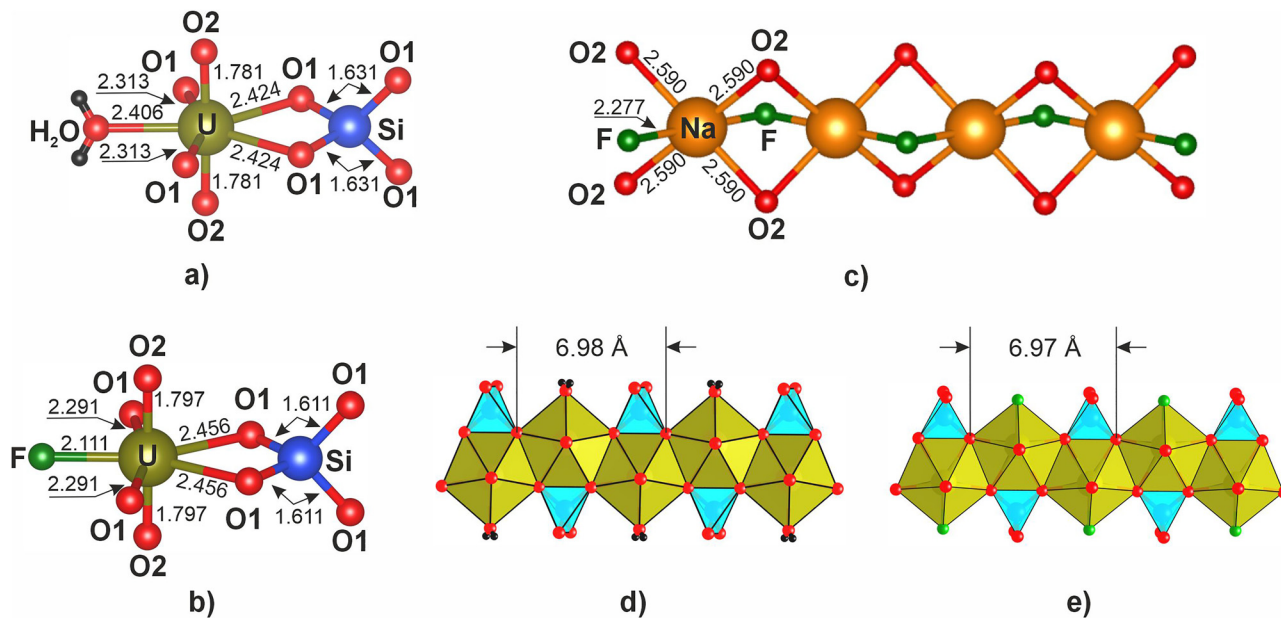 O2
O1
2.313
1.781
O1
1.631
O1
2.406
2.424
H2O
U
Si
2.313
2.424
O1
1.781
O1
1.631
O1
O2
a)
O2
2.590
2.590
O2
2.277
F
Na
F
2.590
2.590
O2
O2
c)
O2
O1
2.291
1.797
O1
1.611
O1
2.111
2.456
F
U
Si
2.291
2.456
O1
1.797
O1
1.611
O1
O2
b)
6.98 Å
d)
6.97 Å
e)